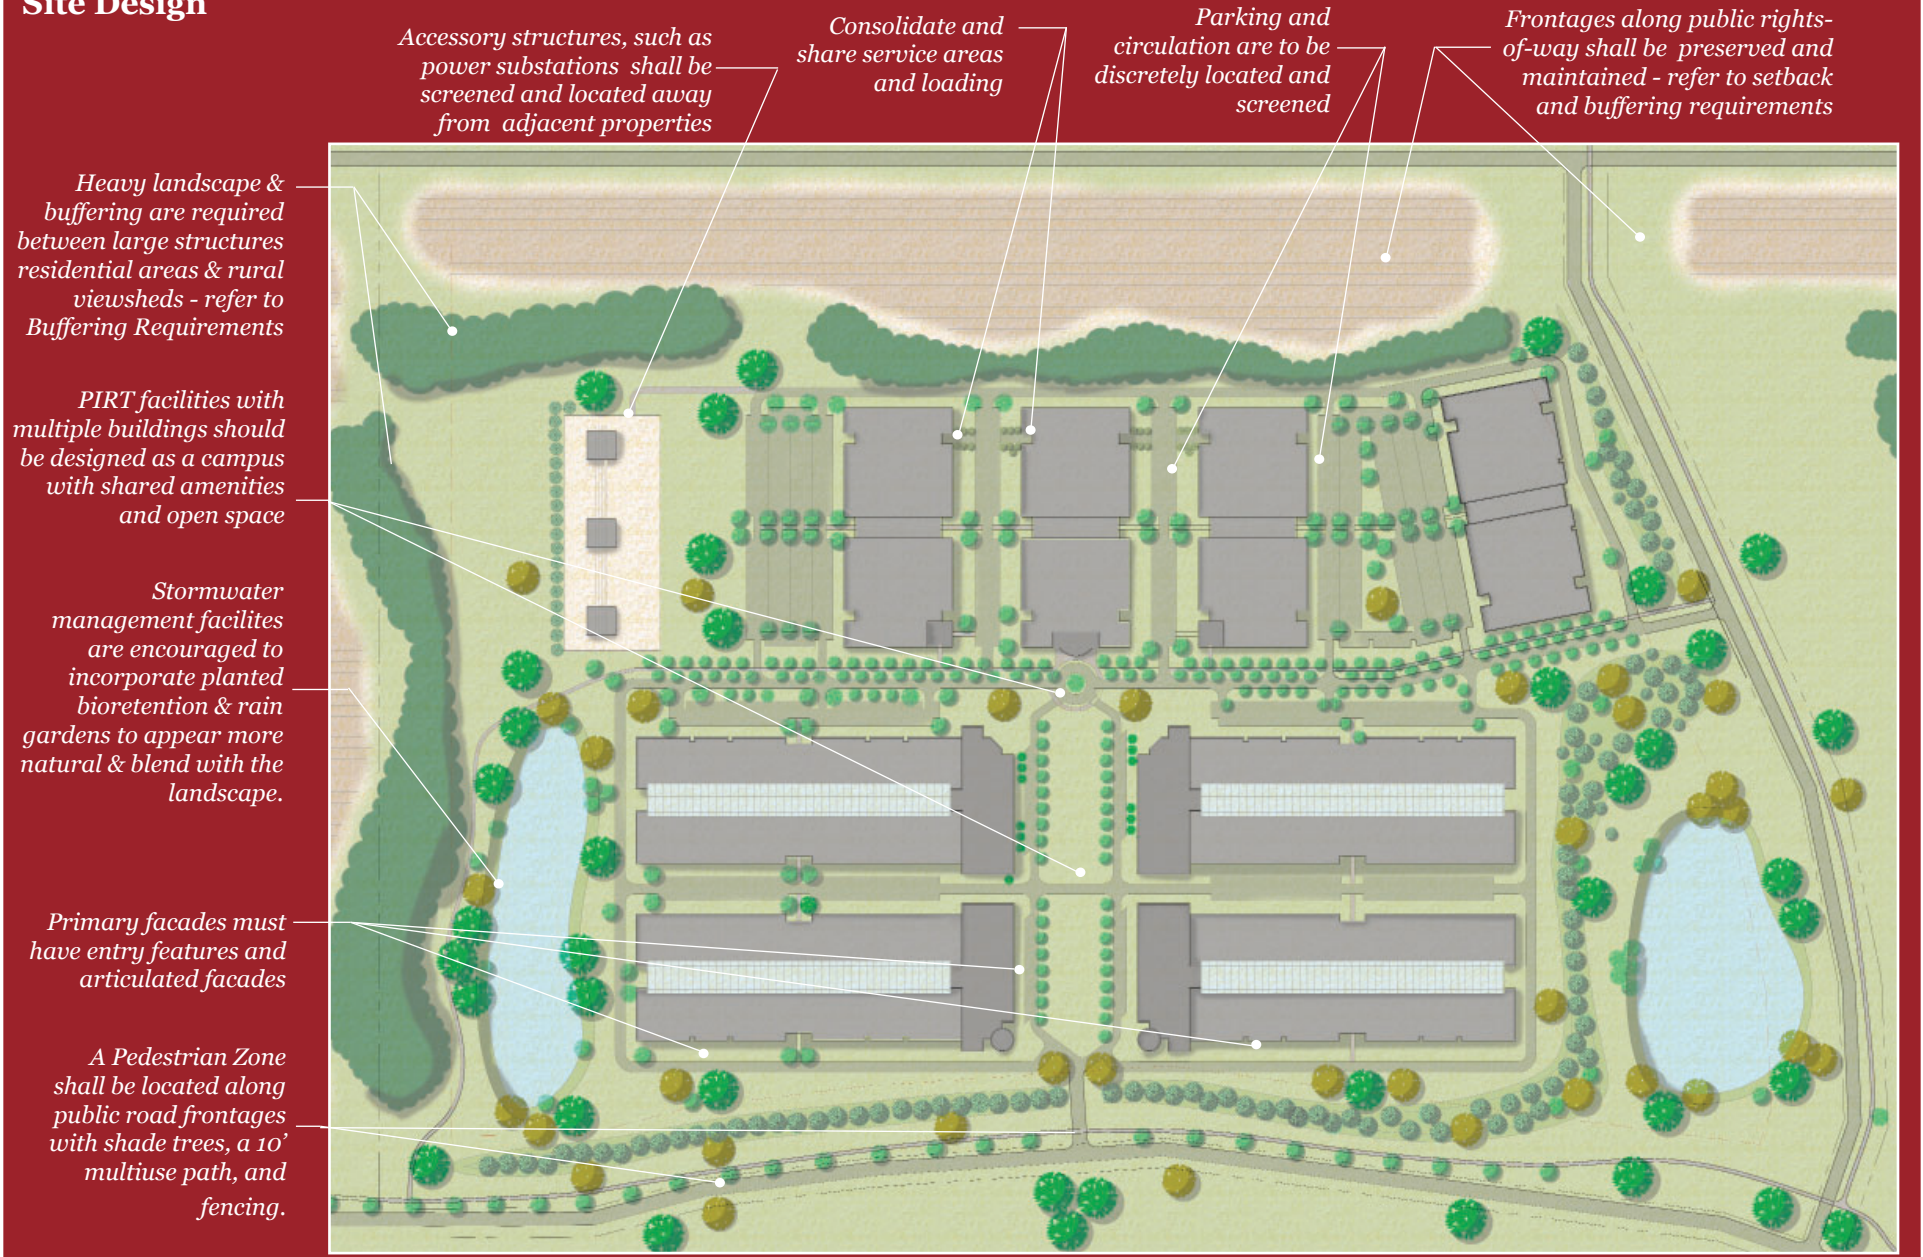 Site Design
Accessory structures, such as
power substations shall be
screened and located away
from adjacent properties
Consolidate and
share service areas
and loading
Parking and
circulation are to be
discretely located and
screened
Frontages along public rights-
of-way shall be preserved and
maintained - refer to setback
and buffering requirements
Heavy landscape &
buffering are required
between large structures
residential areas & rural
viewsheds - refer to
Buffering Requirements
PIRT facilities with
multiple buildings should
be designed as a campus
with shared amenities
and open space
Stormwater
management facilites
are encouraged to
incorporate planted
bioretention & rain
gardens to appear more
natural & blend with the
landscape.
Primary facades must
have entry features and
articulated facades
A Pedestrian Zone
shall be located along
public road frontages
with shade trees, a 10’
multiuse path, and
fencing.